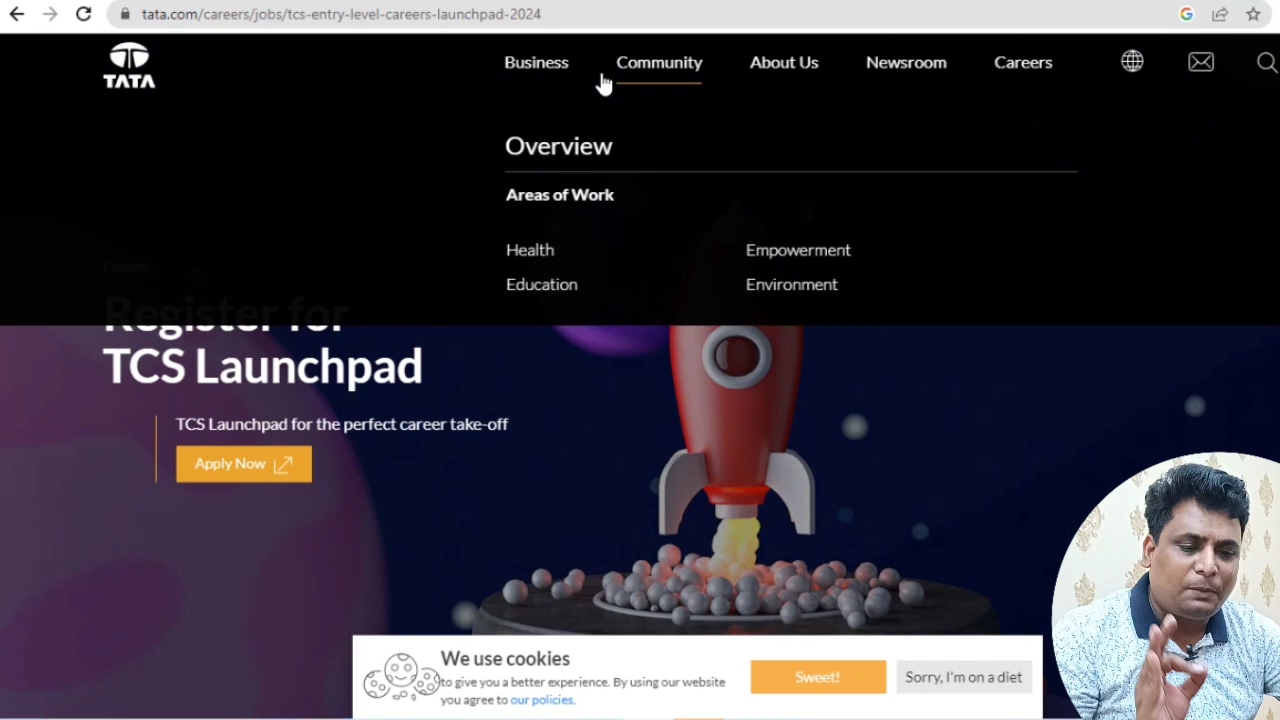 tata.com/careers/jobs/tcs-entry-level-careers-launchpad-2024
TATA
Business Community About Us Newsroom Careers
Overview
Areas of Work
Health Empowerment
Education Environment
Careers
Register for
TCS Launchpad
TCS Launchpad for the perfect career take-off
Apply Now
We use cookies
to give you a better experience. By using our website
you agree to our policies.
Sweet!
Sorry, I'm on a diet